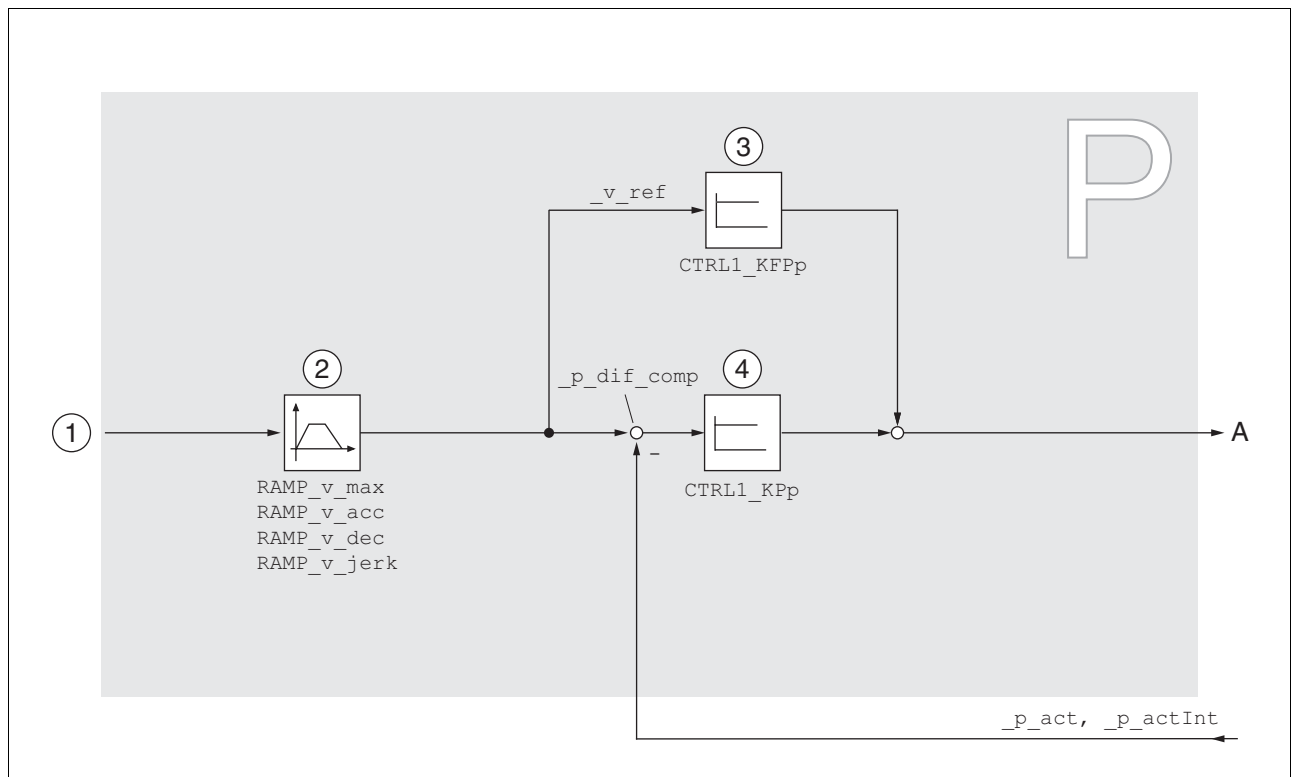 P
3
_v_ref
CTRL1_KFPp
2
_p_dif_comp
4
1
A
–
RAMP_v_max
RAMP_v_acc
RAMP_v_dec
RAMP_v_jerk
CTRL1_KPp
_p_act, _p_actInt